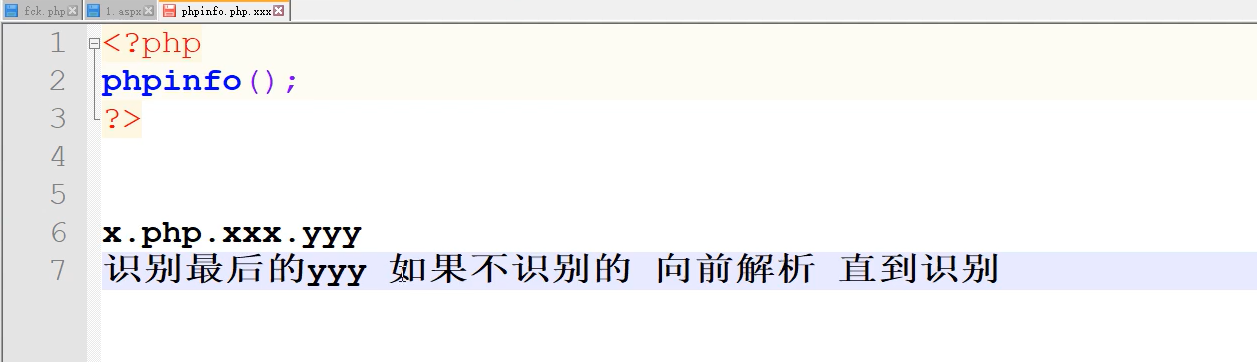 fck.php 1.aspx phpinfo.php.xxx
1 <?php
2 phpinfo();
3 ?>
4
5
6 x.php.xxx.yyy
7 识别最后的yyy 如果不识别的 向前解析 直到识别